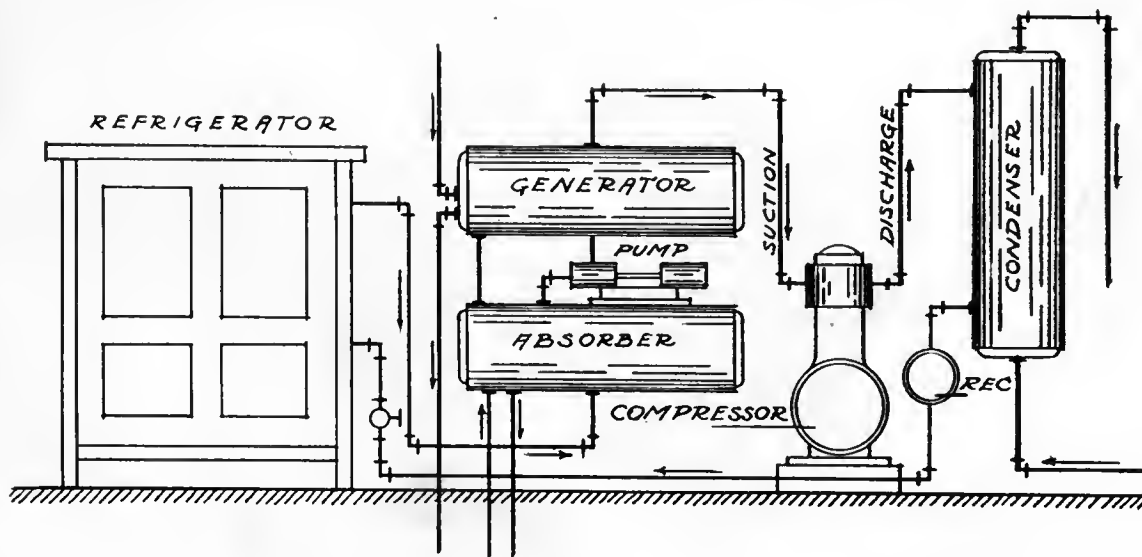 REFRIGERATOR
GENERATOR
PUMP
ABSORBER
SUCTION
DISCHARGE
CONDENSER
COMPRESSOR
REC